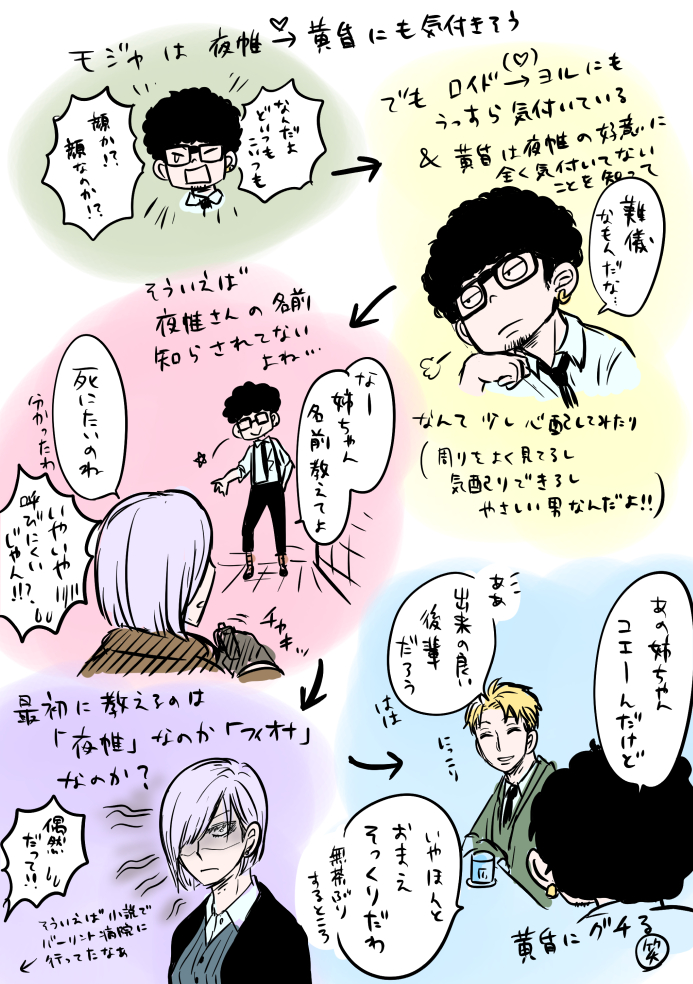 モジャは夜帷→黄昏にも気付きそう
なんだよ
どいつも
こいつも
顔か!?
顔なのか!?
でもロイド(♡)→ヨルにも
うっすら気付いている
& 黄昏は夜帷の好意に
全く気付いてない
ことを知って
難儀
なもんだな…
なんて少し心配してみたり
(周りをよく見てるし
気配りできるし
やさしい男なんだよ!!)
そういえば
夜帷さんの名前
知らされてない
よね…
なー
姉ちゃん
名前教えてよ
死にたいのね
分かったわ
いやいや!!
呼びにくい
じゃん!!?
チャキッ…
最初に教えるのは
「夜帷」なのか「フィオナ」
なのか?
偶然
だって!!
そういえば小説で
バーリント病院に
行ってたなぁ
あの姉ちゃん
コエーんだけど
ああ
出来の良い
後輩
だろう
はは
にっこり
いやほんと
おまえ
そっくりだわ
無茶ぶり
するところ
黄昏にグチる
笑